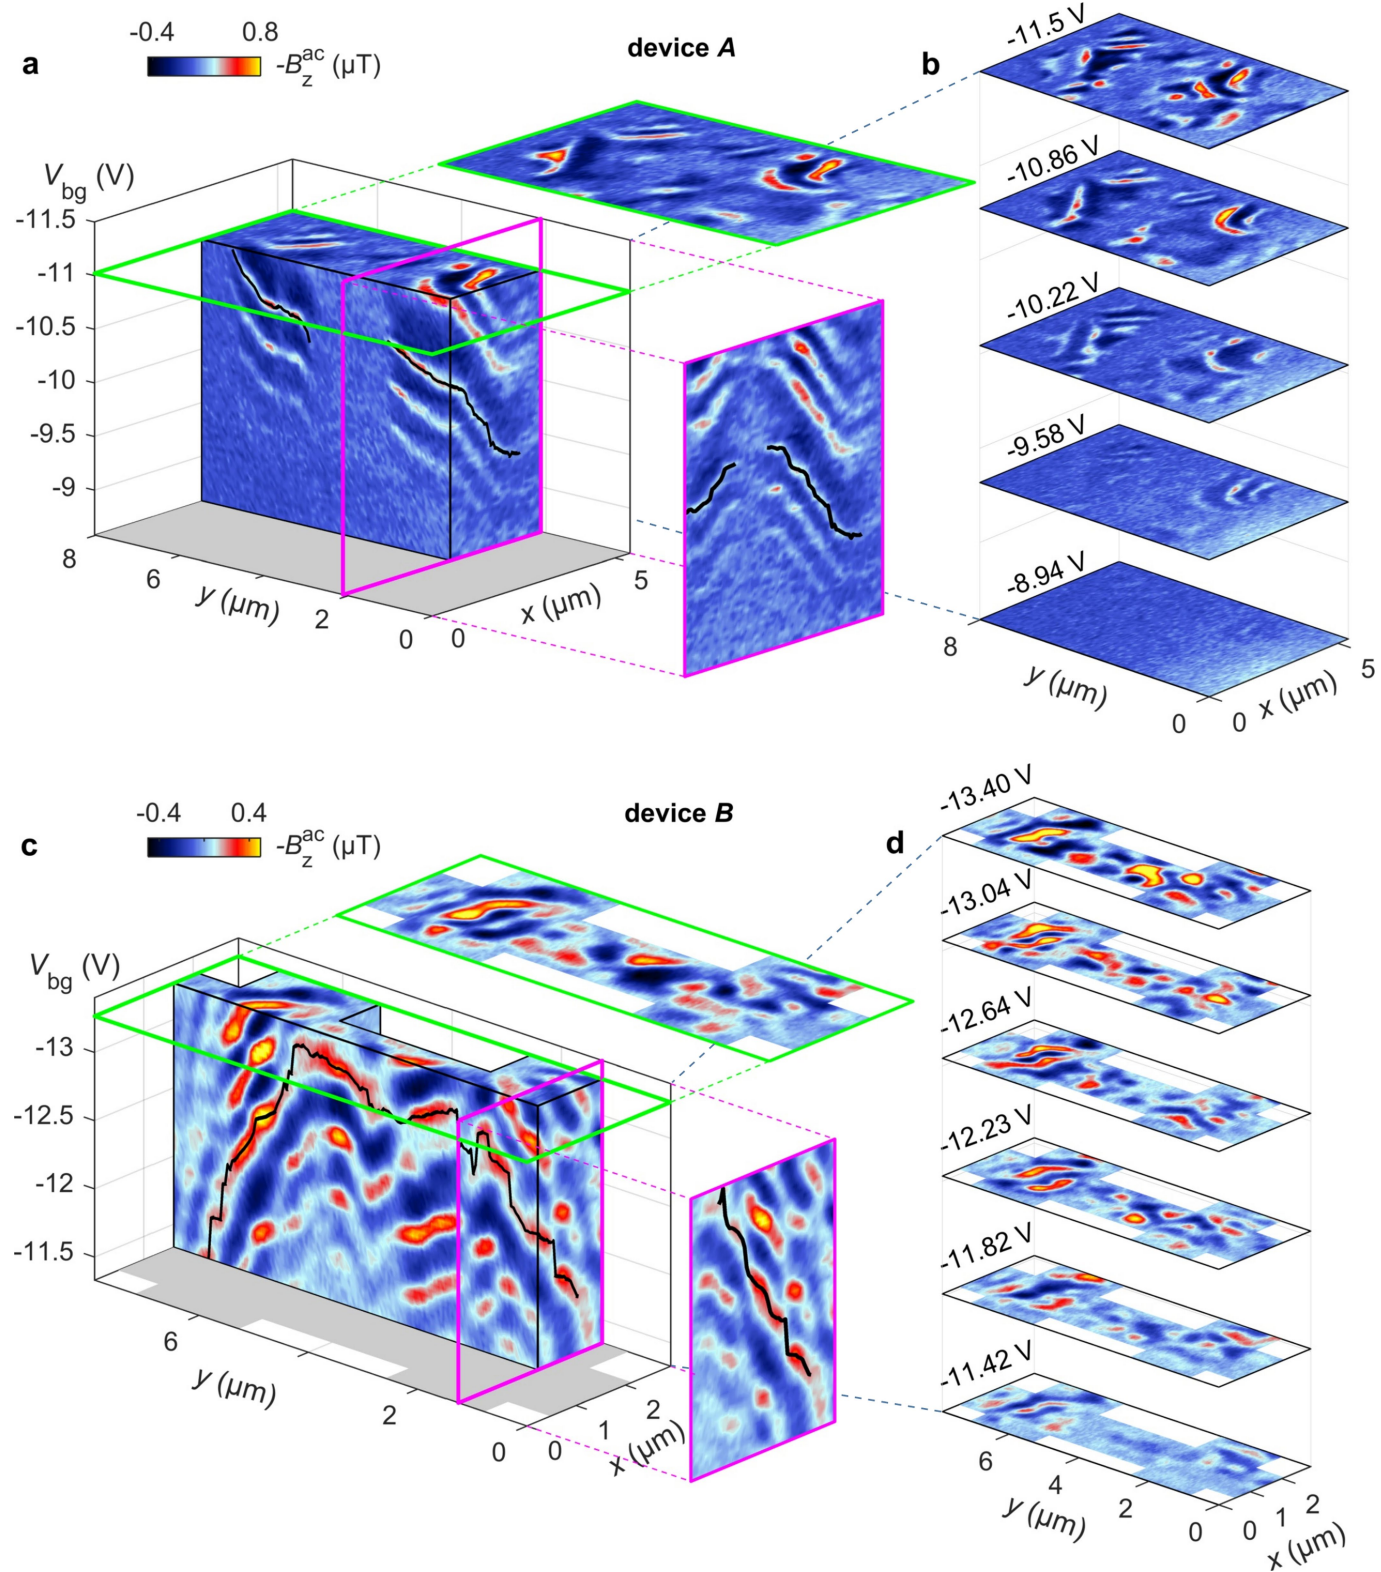 a
-0.4 0.8
-B_z^ac (μT)
device A
V_bg (V)
-11.5
-11
-10.5
-10
-9.5
-9
8
6
y (μm)
2
0
0
x (μm)
5
b
-11.5 V
-10.86 V
-10.22 V
-9.58 V
-8.94 V
8
y (μm)
0
0
x (μm)
5
c
-0.4 0.4
-B_z^ac (μT)
device B
V_bg (V)
-13
-12.5
-12
-11.5
6
y (μm)
2
0
0
1
2
x (μm)
d
-13.40 V
-13.04 V
-12.64 V
-12.23 V
-11.82 V
-11.42 V
6
4
2
0
y (μm)
0
1
2
x (μm)